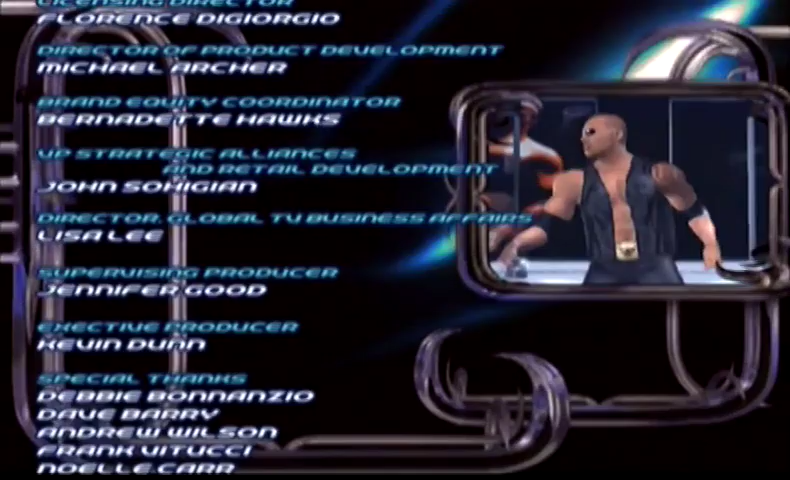 LICENSING DIRECTOR
FLORENCE DIGIORGIO
DIRECTOR OF PRODUCT DEVELOPMENT
MICHAEL ARCHER
BRAND EQUITY COORDINATOR
BERNADETTE HAWKS
VP STRATEGIC ALLIANCES
AND RETAIL DEVELOPMENT
JOHN SOHIGIAN
DIRECTOR, GLOBAL TV BUSINESS AFFAIRS
LISA LEE
SUPERVISING PRODUCER
JENNIFER GOOD
EXECTIVE PRODUCER
KEVIN DUNN
SPECIAL THANKS
DEBBIE BONNANZIO
DAVE BARRY
ANDREW WILSON
FRANK VITUCCI
NOELLE CARR